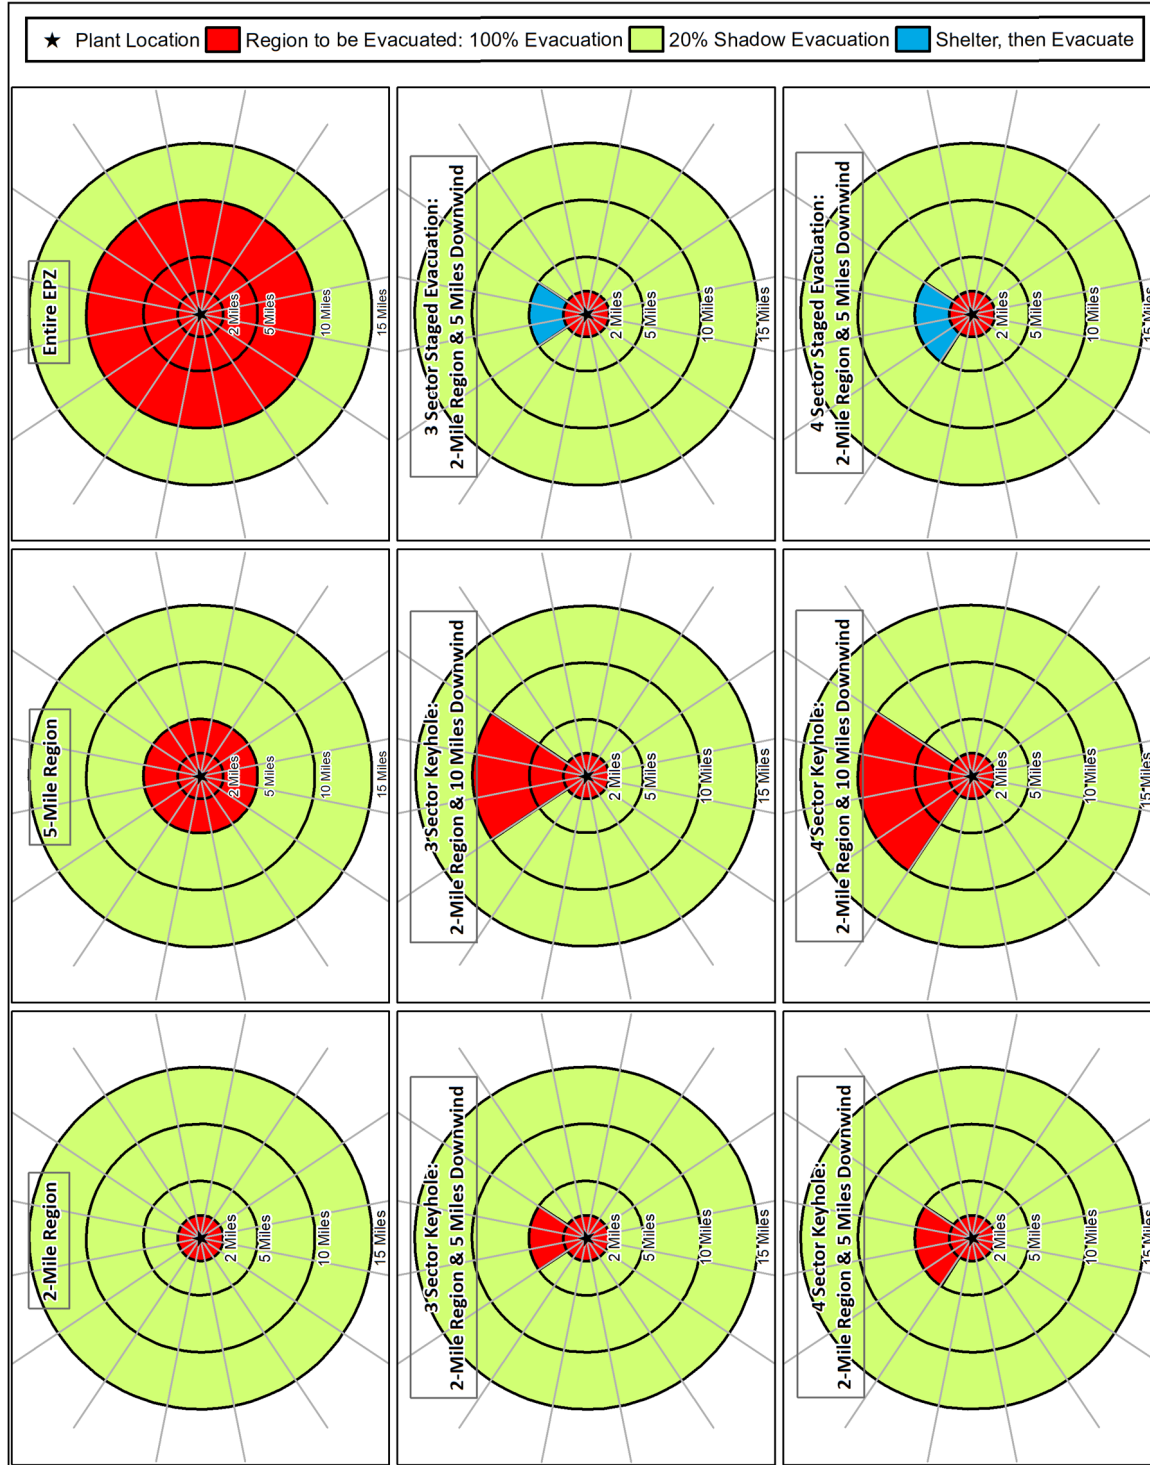 ★ Plant Location Region to be Evacuated: 100% Evacuation 20% Shadow Evacuation Shelter, then Evacuate
2-Mile Region
2 Miles
5 Miles
10 Miles
15 Miles
5-Mile Region
2 Miles
5 Miles
10 Miles
15 Miles
Entire EPZ
2 Miles
5 Miles
10 Miles
15 Miles
3 Sector Keyhole:
2-Mile Region & 5 Miles Downwind
2 Miles
5 Miles
10 Miles
15 Miles
3 Sector Keyhole:
2-Mile Region & 10 Miles Downwind
2 Miles
5 Miles
10 Miles
15 Miles
3 Sector Staged Evacuation:
2-Mile Region & 5 Miles Downwind
2 Miles
5 Miles
10 Miles
15 Miles
4 Sector Keyhole:
2-Mile Region & 5 Miles Downwind
2 Miles
5 Miles
10 Miles
15 Miles
4 Sector Keyhole:
2-Mile Region & 10 Miles Downwind
2 Miles
5 Miles
10 Miles
15 Miles
4 Sector Staged Evacuation:
2-Mile Region & 5 Miles Downwind
2 Miles
5 Miles
10 Miles
15 Miles